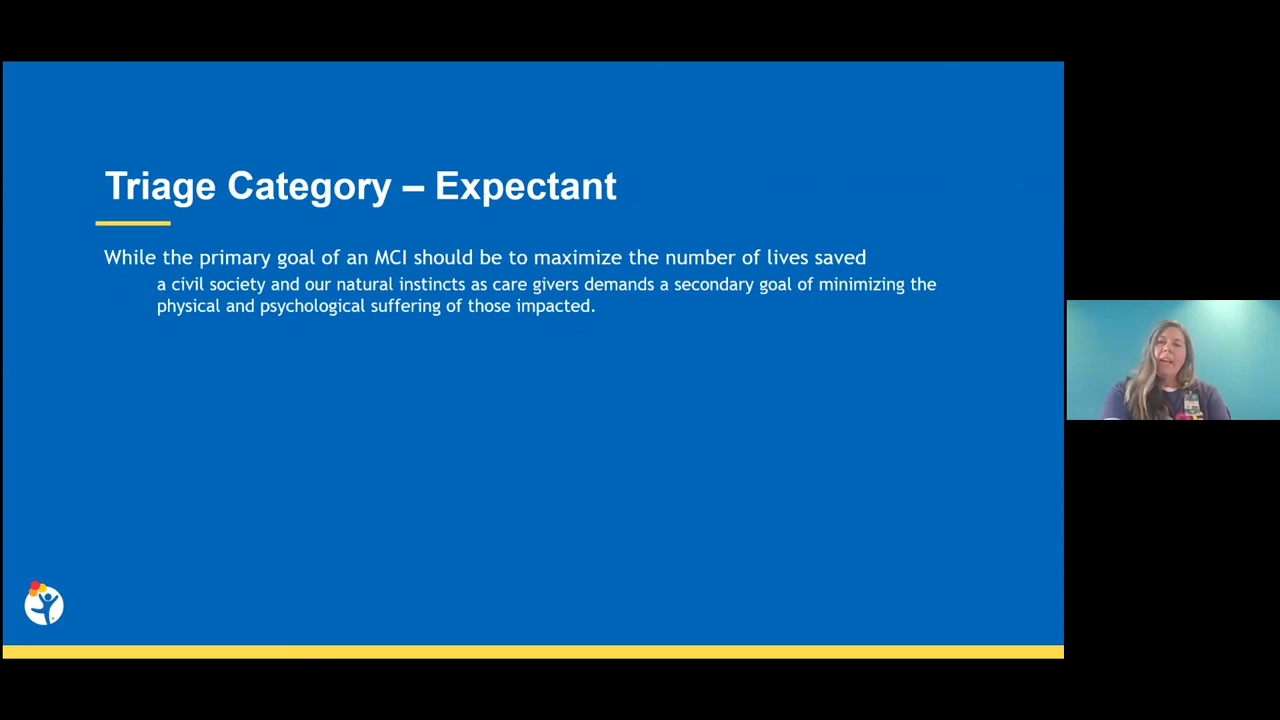 Triage Category – Expectant
While the primary goal of an MCI should be to maximize the number of lives saved
a civil society and our natural instincts as care givers demands a secondary goal of minimizing the
physical and psychological suffering of those impacted.